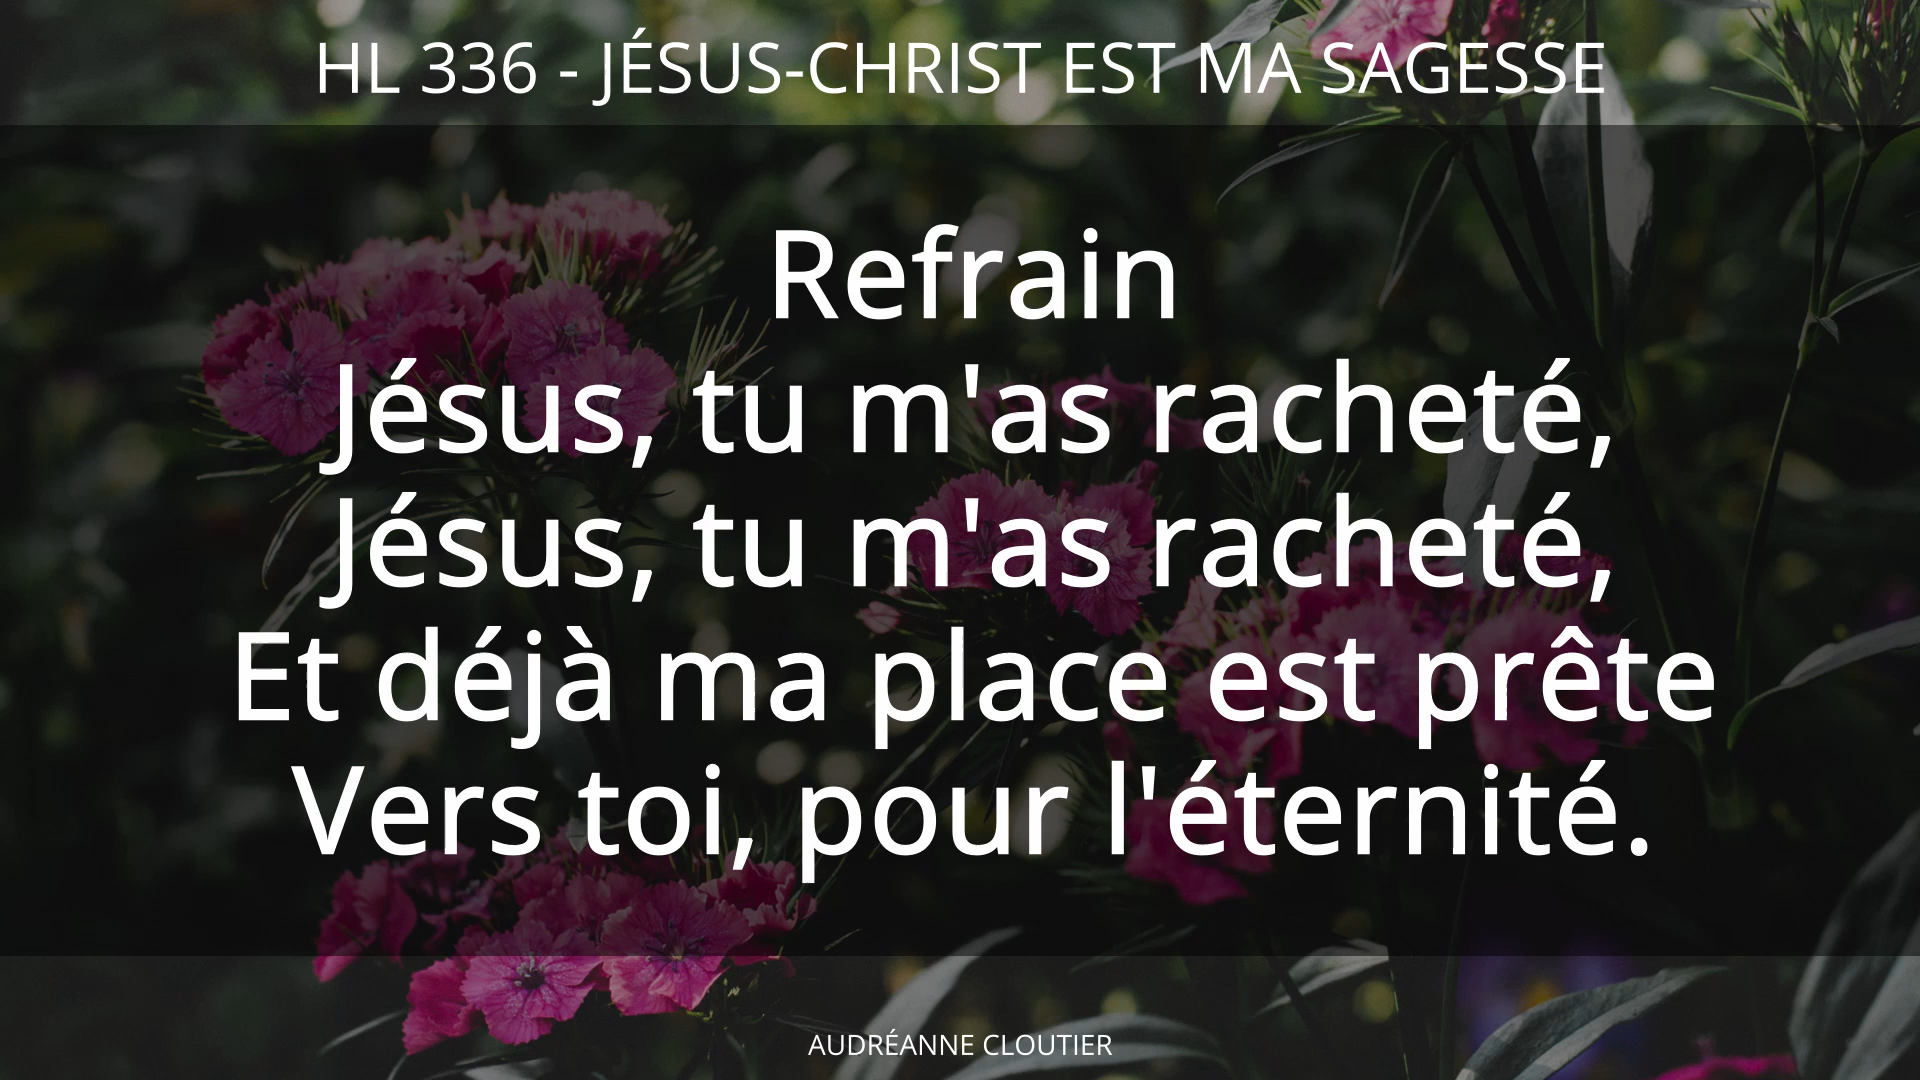 HL 336 - JÉSUS-CHRIST EST MA SAGESSE
Refrain
Jésus, tu m'as racheté,
Jésus, tu m'as racheté,
Et déjà ma place est prête
Vers toi, pour l'éternité.
AUDRÉANNE CLOUTIER